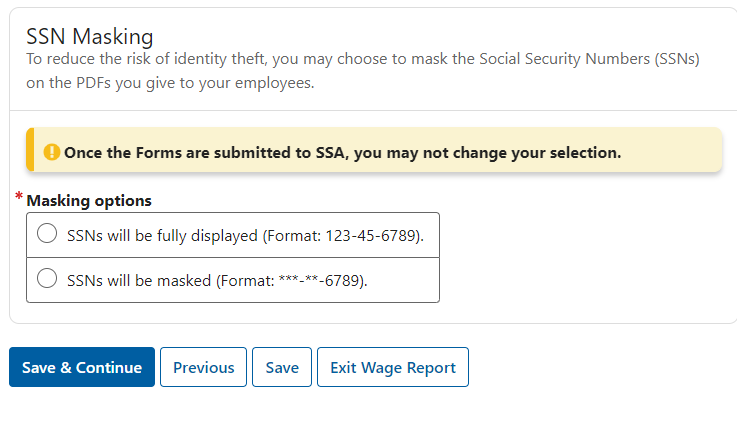 SSN Masking
To reduce the risk of identity theft, you may choose to mask the Social Security Numbers (SSNs)
on the PDFs you give to your employees.
Once the Forms are submitted to SSA, you may not change your selection.
* Masking options
SSNs will be fully displayed (Format: 123-45-6789).
SSNs will be masked (Format: ***-**-6789).
Save & Continue Previous Save Exit Wage Report